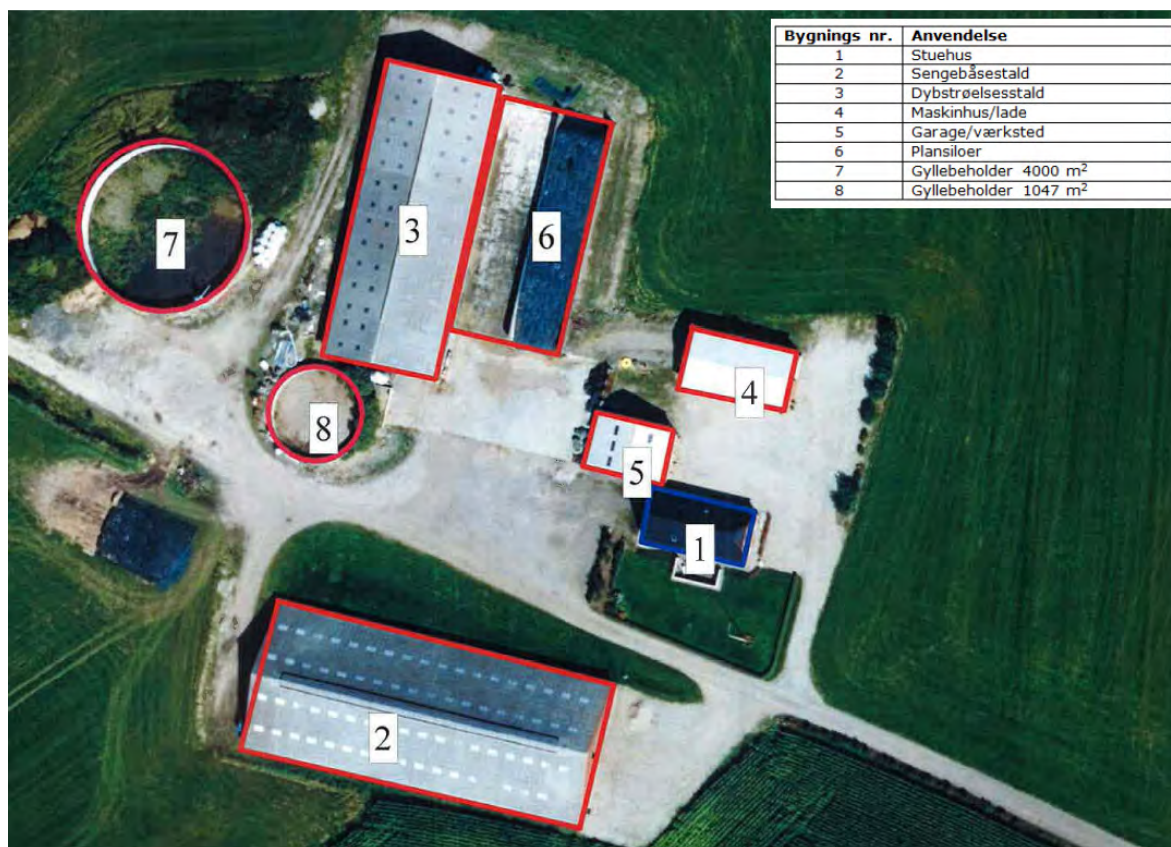 Bygnings nr. Anvendelse
1 Stuehus
2 Sengebåsestald
3 Dybstrøelsesstald
4 Maskinhus/lade
5 Garage/værksted
6 Plansiloer
7 Gyllebeholder 4000 m²
8 Gyllebeholder 1047 m²
3
6
7
4
8
5
1
2